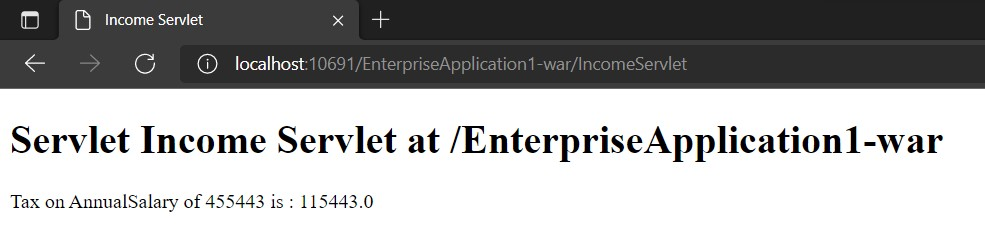 Income Servlet
localhost:10691/EnterpriseApplication1-war/IncomeServlet
Servlet Income Servlet at /EnterpriseApplication1-war
Tax on AnnualSalary of 455443 is : 115443.0